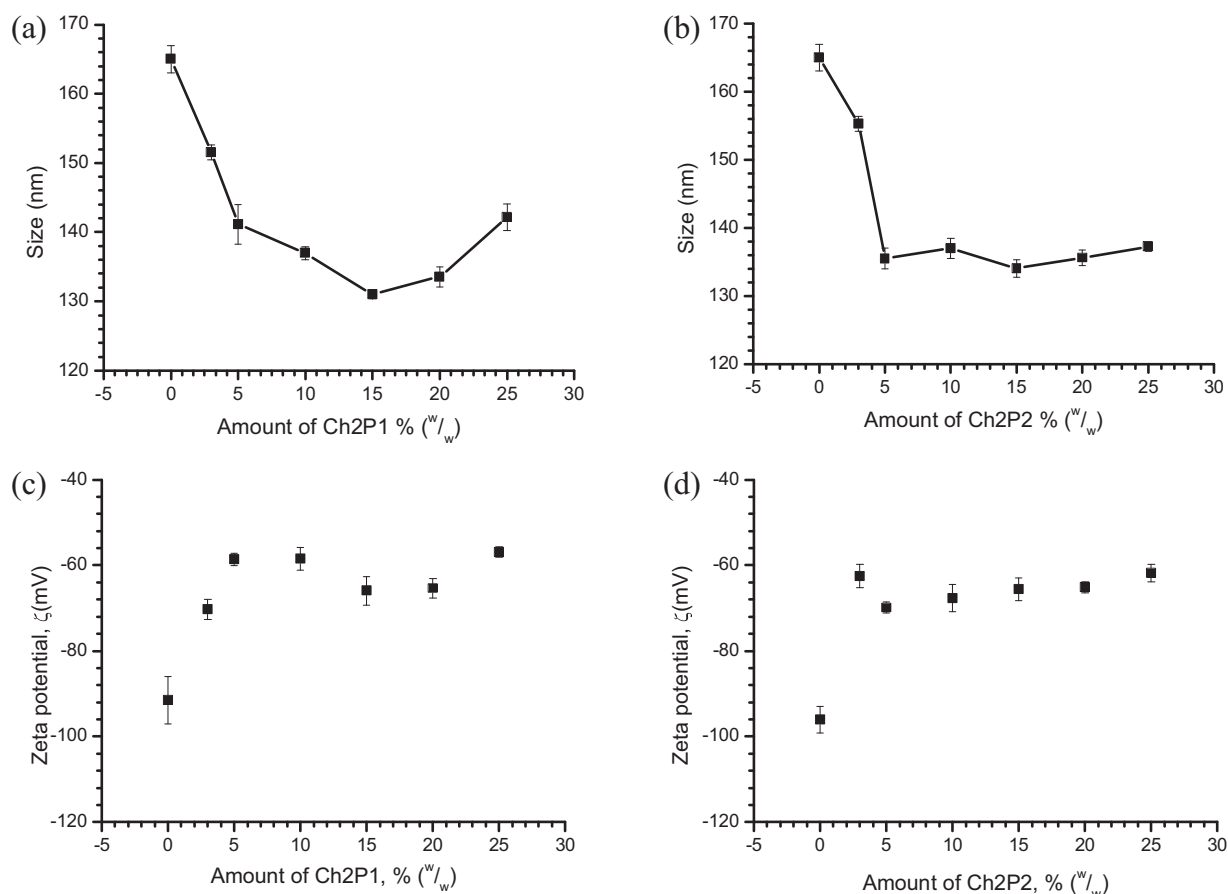 (a)
170
160
150
140
130
120
Size (nm)
-5 0 5 10 15 20 25 30
Amount of Ch2P1 % (w/w)
(b)
170
160
150
140
130
120
Size (nm)
-5 0 5 10 15 20 25 30
Amount of Ch2P2 % (w/w)
(c)
-40
-60
-80
-100
-120
Zeta potential, ζ(mV)
-5 0 5 10 15 20 25 30
Amount of Ch2P1, % (w/w)
(d)
-40
-60
-80
-100
-120
Zeta potential, ζ(mV)
-5 0 5 10 15 20 25 30
Amount of Ch2P2, % (w/w)